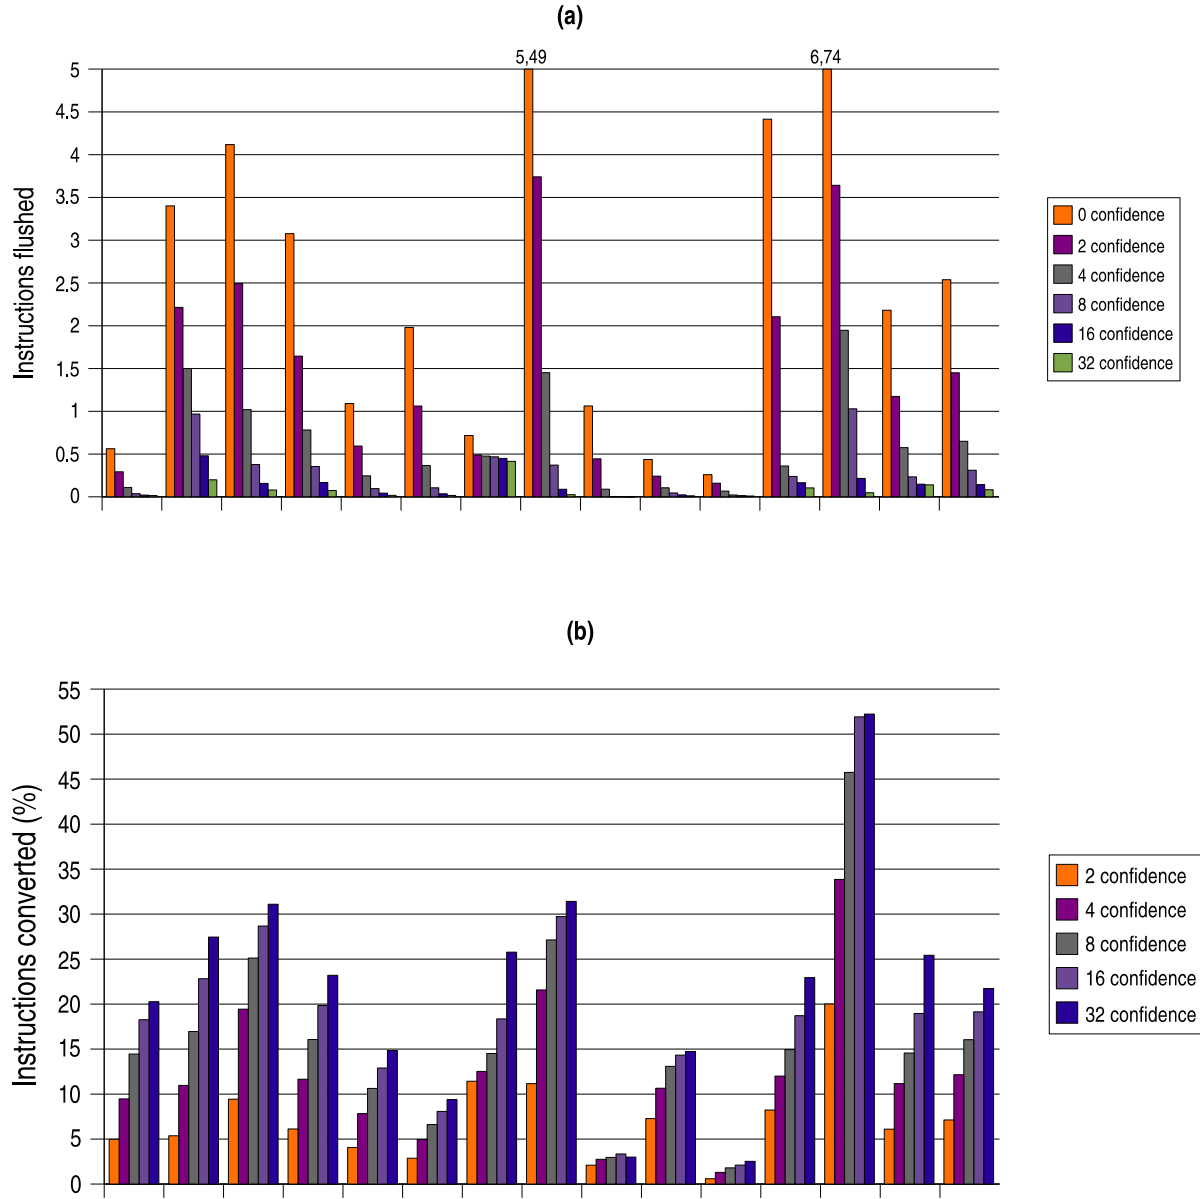 (a)
5,49
6,74
5
4.5
4
3.5
3
2.5
2
1.5
1
0.5
0
Instructions flushed
0 confidence
2 confidence
4 confidence
8 confidence
16 confidence
32 confidence
(b)
55
50
45
40
35
30
25
20
15
10
5
0
Instructions converted (%)
2 confidence
4 confidence
8 confidence
16 confidence
32 confidence